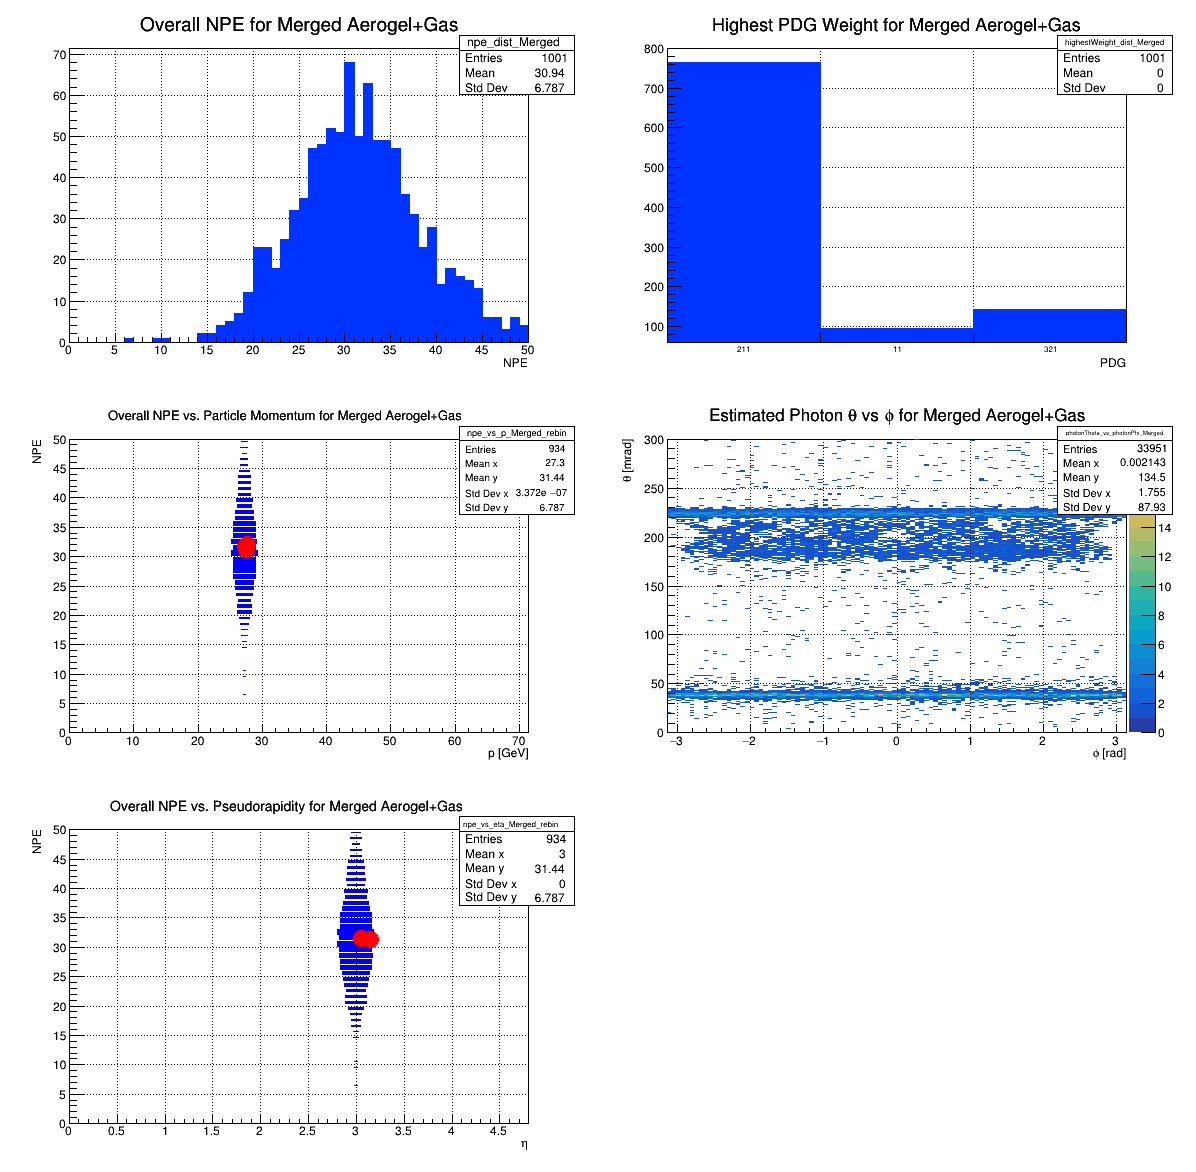 Overall NPE for Merged Aerogel+Gas
npe_dist_Merged
Entries 1001
Mean 30.94
Std Dev 6.787
70
60
50
40
30
20
10
0
0 5 10 15 20 25 30 35 40 45 50
NPE
Highest PDG Weight for Merged Aerogel+Gas
highestWeight_dist_Merged
Entries 1001
Mean 0
Std Dev 0
800
700
600
500
400
300
200
100
211 11 321
PDG
Overall NPE vs. Particle Momentum for Merged Aerogel+Gas
npe_vs_p_Merged_rebin
Entries 934
Mean x 27.3
Mean y 31.44
Std Dev x 3.372e −07
Std Dev y 6.787
NPE
50
45
40
35
30
25
20
15
10
5
0
0 10 20 30 40 50 60 70
p [GeV]
Estimated Photon θ vs ϕ for Merged Aerogel+Gas
photonTheta_vs_photonPhi_Merged
Entries 33951
Mean x 0.002143
Mean y 134.5
Std Dev x 1.755
Std Dev y 87.93
θ [mrad]
300
250
200
150
100
50
0
−3 −2 −1 0 1 2 3
ϕ [rad]
14
12
10
8
6
4
2
0
Overall NPE vs. Pseudorapidity for Merged Aerogel+Gas
npe_vs_eta_Merged_rebin
Entries 934
Mean x 3
Mean y 31.44
Std Dev x 0
Std Dev y 6.787
NPE
50
45
40
35
30
25
20
15
10
5
0
0 0.5 1 1.5 2 2.5 3 3.5 4 4.5
η